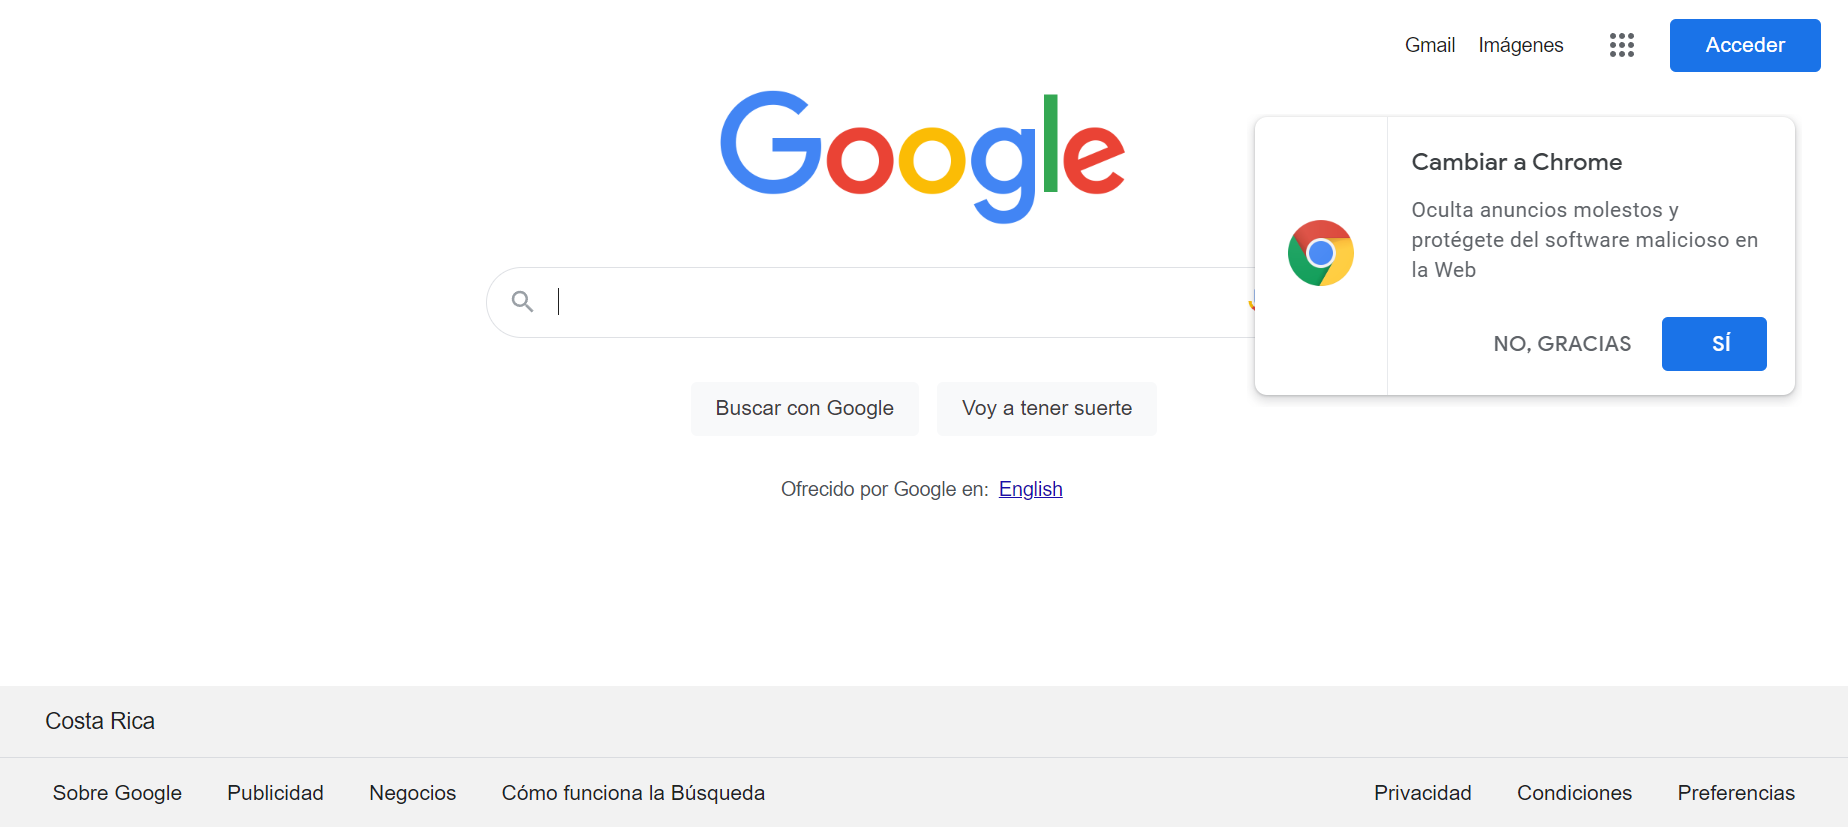 Gmail Imágenes Acceder
Google
Cambiar a Chrome
Oculta anuncios molestos y
protégete del software malicioso en
la Web
NO, GRACIAS SÍ
Buscar con Google Voy a tener suerte
Ofrecido por Google en: English
Costa Rica
Sobre Google Publicidad Negocios Cómo funciona la Búsqueda Privacidad Condiciones Preferencias